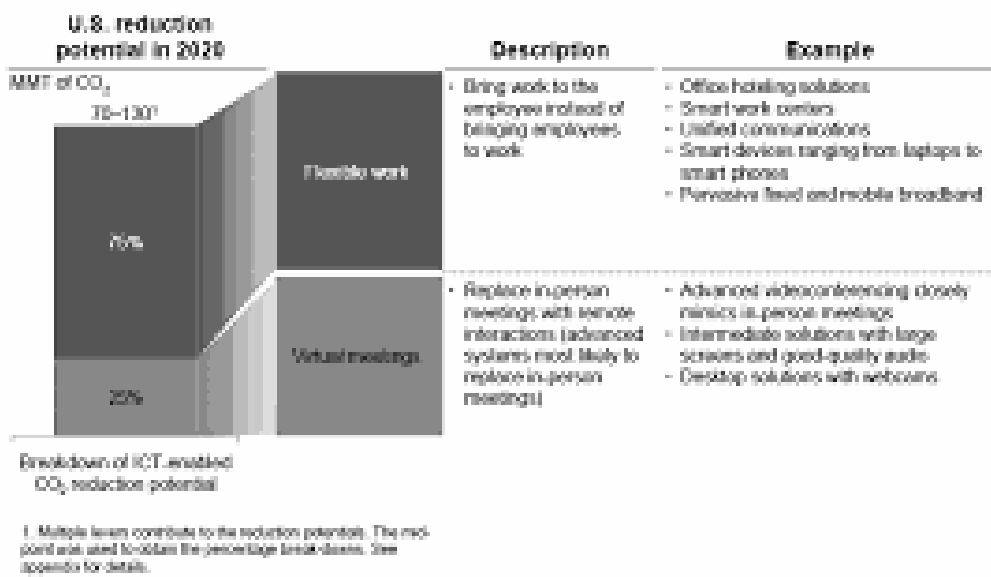 U.S. reduction
potential in 2020
Description
Example
MMT of CO₂
70–130¹
75%
25%
Flexible work
Virtual meetings
• Bring work to the
employee instead of
bringing employees
to work
• Office hoteling solutions
• Smart work centers
• Unified communications
• Smart devices ranging from laptops to
smart phones
• Pervasive fixed and mobile broadband
• Replace in-person
meetings with remote
interactions (advanced
systems most likely to
replace in-person
meetings)
• Advanced videoconferencing closely
mimics in-person meetings
• Intermediate solutions with large
screens and good-quality audio
• Desktop solutions with webcams
Breakdown of ICT-enabled
CO₂ reduction potential
1. Multiple levers contribute to the reduction potentials. The mid-
point was used to obtain the percentage breakdowns. See
appendix for details.